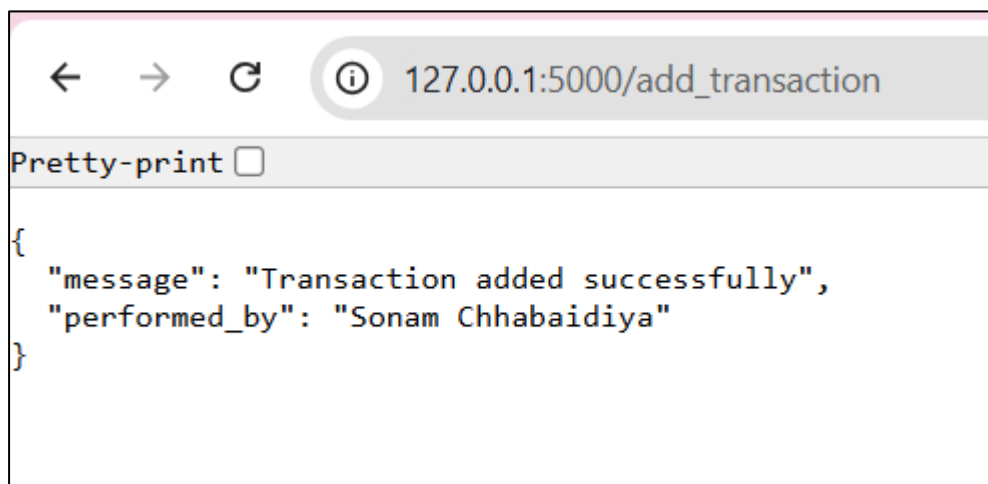 127.0.0.1:5000/add_transaction
Pretty-print
{
  "message": "Transaction added successfully",
  "performed_by": "Sonam Chhabaidiya"
}